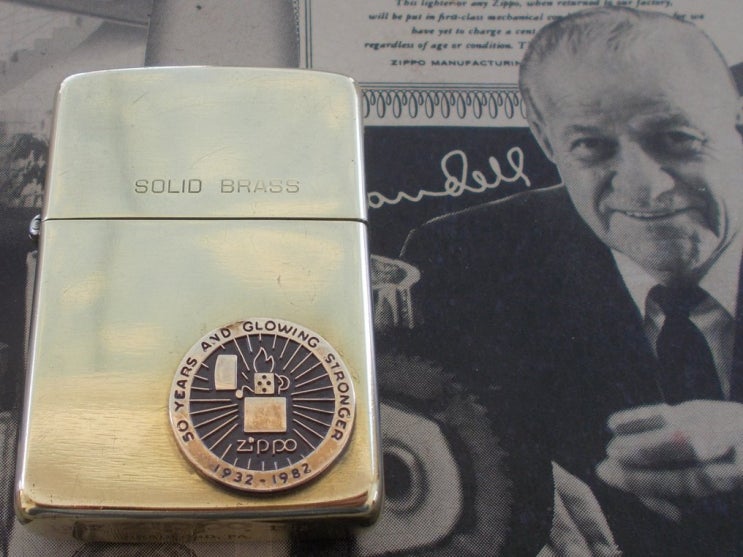 This lighter or any Zippo, when returned to our factory,
will be put in first-class mechanical
for we
have yet to charge a cent
regardless of age or condition.
ZIPPO MANUFACTURIN
SOLID BRASS
50 YEARS AND GLOWING STRONGER
zippo
1932-1982